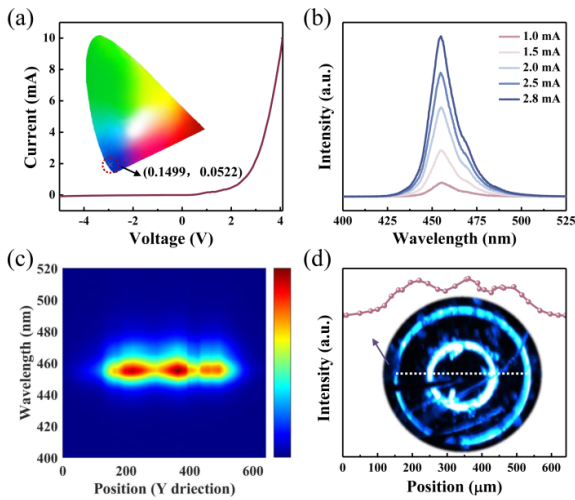 (a)
Current (mA)
10
8
6
4
2
0
(0.1499， 0.0522)
-4
-2
0
2
4
Voltage (V)
(b)
Intensity (a.u.)
1.0 mA
1.5 mA
2.0 mA
2.5 mA
2.8 mA
400
425
450
475
500
525
Wavelength (nm)
(c)
Wavelength (nm)
520
500
480
460
440
420
400
0
200
400
600
Position (Y driection)
(d)
Intensity (a.u.)
0
100
200
300
400
500
600
Position (μm)